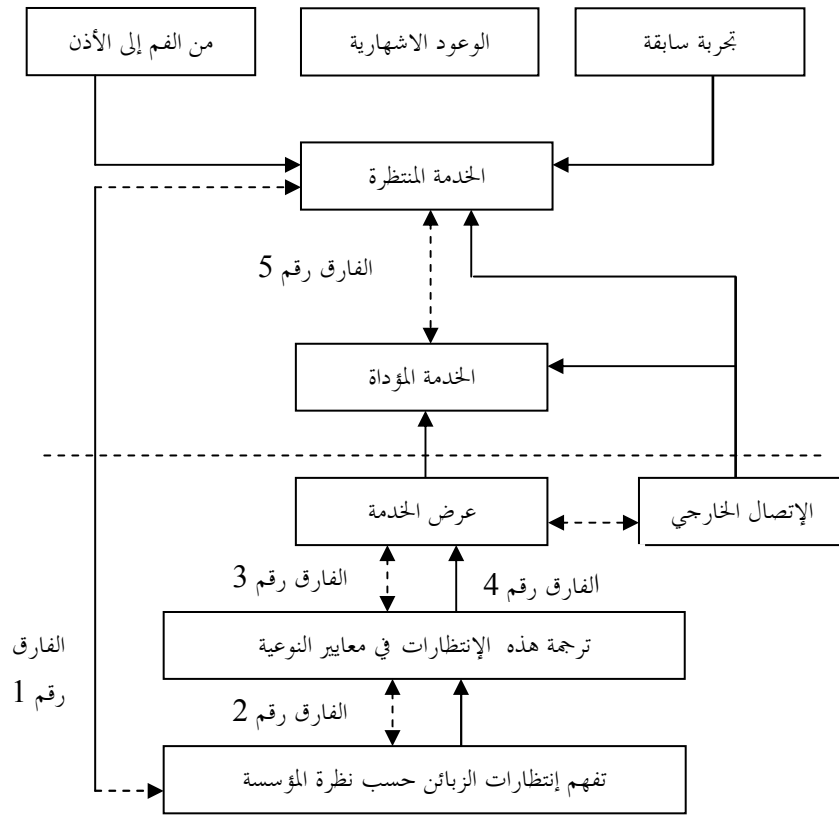 تجربة سابقة
الوعود الاشهارية
من الفم إلى الأذن
الخدمة المنتظرة
الفارق رقم 5
الخدمة المؤداة
عرض الخدمة
الإتصال الخارجي
الفارق رقم 3
الفارق رقم 4
ترجمة هذه الإنتظارات في معايير النوعية
الفارق
رقم 1
الفارق رقم 2
تفهم إنتظارات الزبائن حسب نظرة المؤسسة